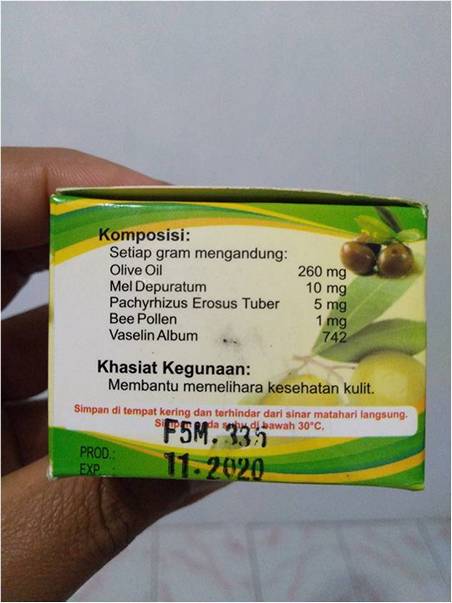 Komposisi:
Setiap gram mengandung:
Olive Oil 260 mg
Mel Depuratum 10 mg
Pachyrhizus Erosus Tuber 5 mg
Bee Pollen 1 mg
Vaselin Album 742
Khasiat Kegunaan:
Membantu memelihara kesehatan kulit.
Simpan di tempat kering dan terhindar dari sinar matahari langsung.
Simpan pada suhu di bawah 30°C.
PROD.: F5M.335
EXP : 11.2020